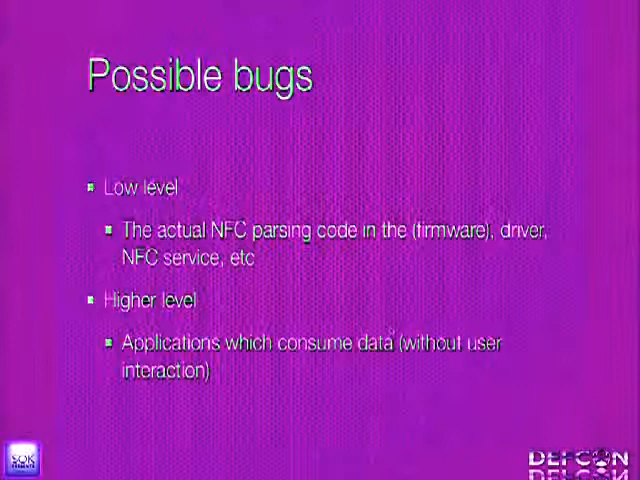 Possible bugs
Low level
The actual NFC parsing code in the (firmware), driver,
NFC service, etc
Higher level
Applications which consume data (without user
interaction)
SOK
DEFCON